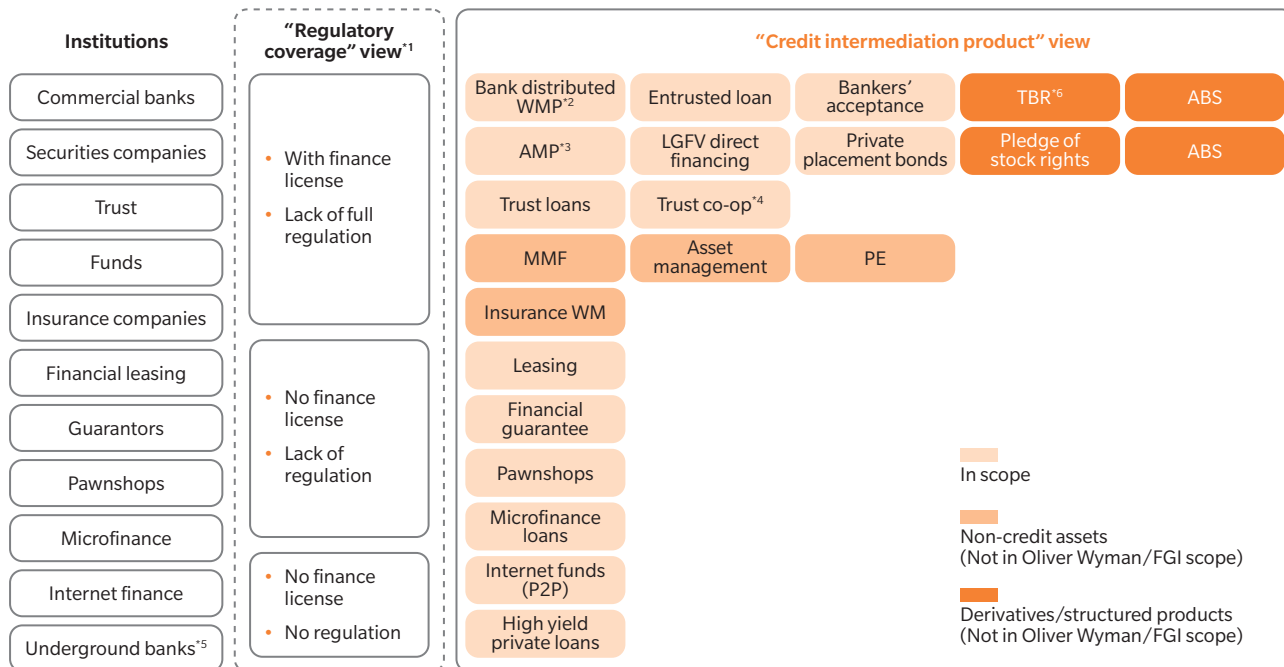 Institutions
“Regulatory
coverage” view*1
“Credit intermediation product” view
Commercial banks
Securities companies
Trust
Funds
Insurance companies
Financial leasing
Guarantors
Pawnshops
Microfinance
Internet finance
Underground banks*5
• With finance
license
• Lack of full
regulation
• No finance
license
• Lack of
regulation
• No finance
license
• No regulation
Bank distributed
WMP*2
Entrusted loan
Bankers’
acceptance
TBR*6
ABS
AMP*3
LGFV direct
financing
Private
placement bonds
Pledge of
stock rights
ABS
Trust loans
Trust co-op*4
MMF
Asset
management
PE
Insurance WM
Leasing
Financial
guarantee
Pawnshops
Microfinance
loans
Internet funds
(P2P)
High yield
private loans
In scope
Non-credit assets
(Not in Oliver Wyman/FGI scope)
Derivatives/structured products
(Not in Oliver Wyman/FGI scope)